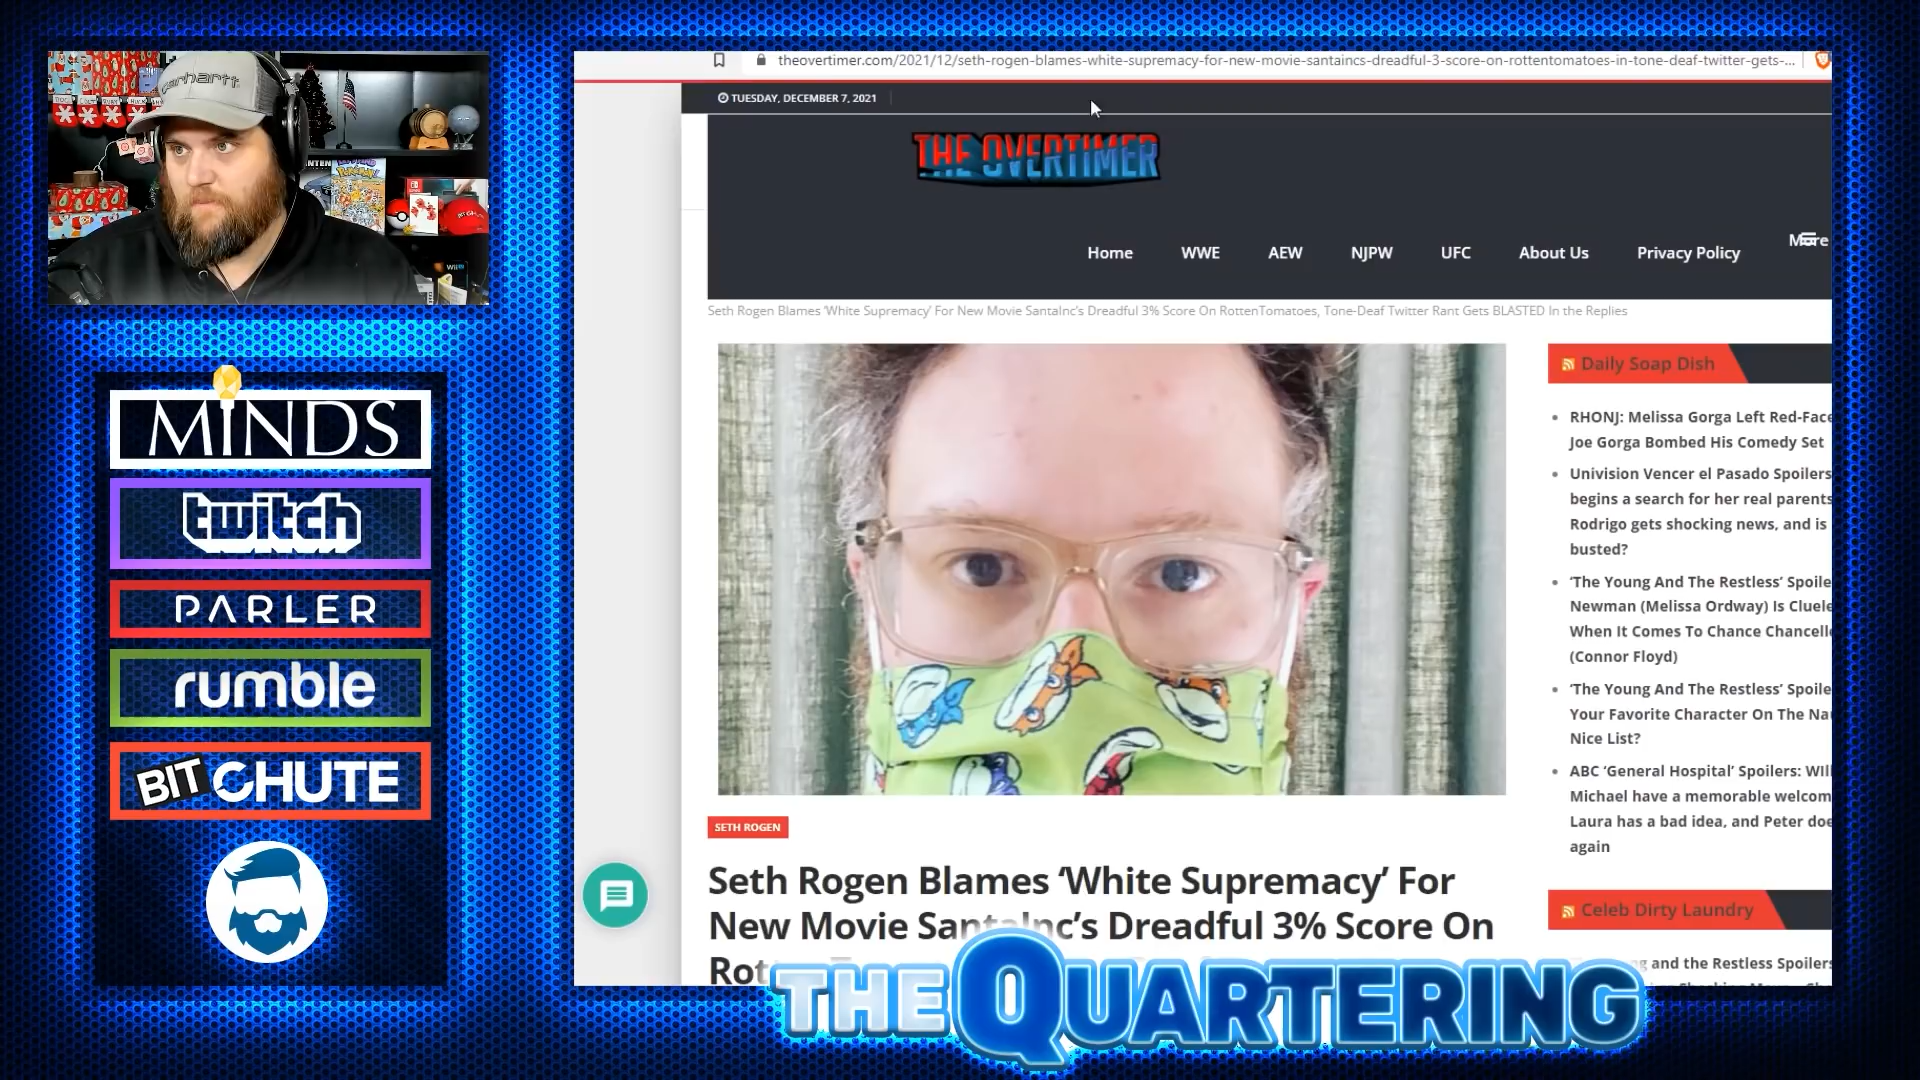 carhartt
MINDS
twitch
PARLER
rumble
BITCHUTE
theovertimer.com/2021/12/seth-rogen-blames-white-supremacy-for-new-movie-santaincs-dreadful-3-score-on-rottentomatoes-in-tone-deaf-twitter-gets-...
TUESDAY, DECEMBER 7, 2021
THE OVERTIMER
Home WWE AEW NJPW UFC About Us Privacy Policy More
Seth Rogen Blames ‘White Supremacy’ For New Movie SantaInc’s Dreadful 3% Score On RottenTomatoes, Tone-Deaf Twitter Rant Gets BLASTED In the Replies
SETH ROGEN
Seth Rogen Blames ‘White Supremacy’ For
New Movie SantaInc’s Dreadful 3% Score On
Daily Soap Dish
RHONJ: Melissa Gorga Left Red-Face
Joe Gorga Bombed His Comedy Set
Univision Vencer el Pasado Spoilers
begins a search for her real parents
Rodrigo gets shocking news, and is
busted?
‘The Young And The Restless’ Spoile
Newman (Melissa Ordway) Is Cluele
When It Comes To Chance Chancell
(Connor Floyd)
‘The Young And The Restless’ Spoile
Your Favorite Character On The Na
Nice List?
ABC ‘General Hospital’ Spoilers: Will
Michael have a memorable welcom
Laura has a bad idea, and Peter doe
again
Celeb Dirty Laundry
and the Restless Spoilers
THE QUARTERING